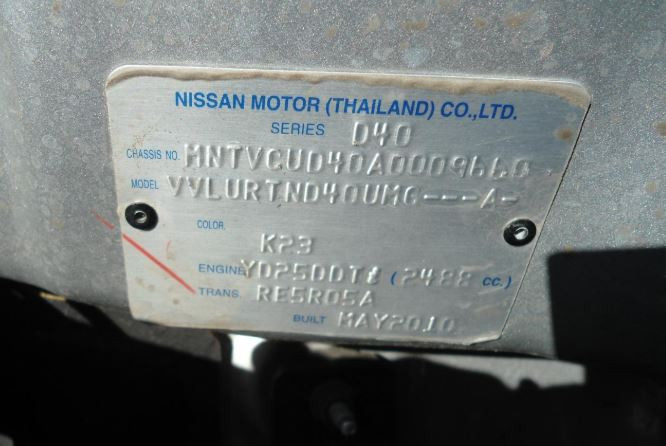 NISSAN MOTOR (THAILAND) CO.,LTD.
SERIES D40
CHASSIS NO. MNTVCUD40A0009660
MODEL VVLURTND40UMG---A-
COLOR K23
ENGINE YD25DDTi (2488 cc.)
TRANS. RE5R05A
BUILT MAY2010